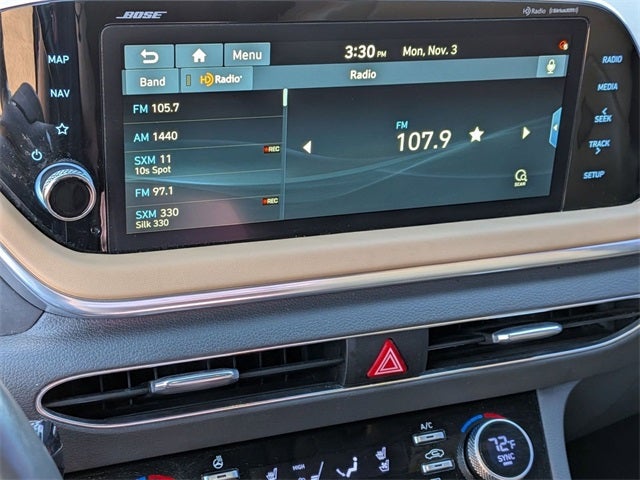 BOSE
HD Radio
((SiriusXM))
MAP
NAV
Menu
3:30 PM Mon, Nov. 3
Band
HD Radio
Radio
FM 105.7
AM 1440
SXM 11
REC
10s Spot
FM 97.1
SXM 330
REC
Silk 330
FM
107.9
SCAN
RADIO
MEDIA
SEEK
TRACK
SETUP
A/C
HIGH
72°F
SYNC